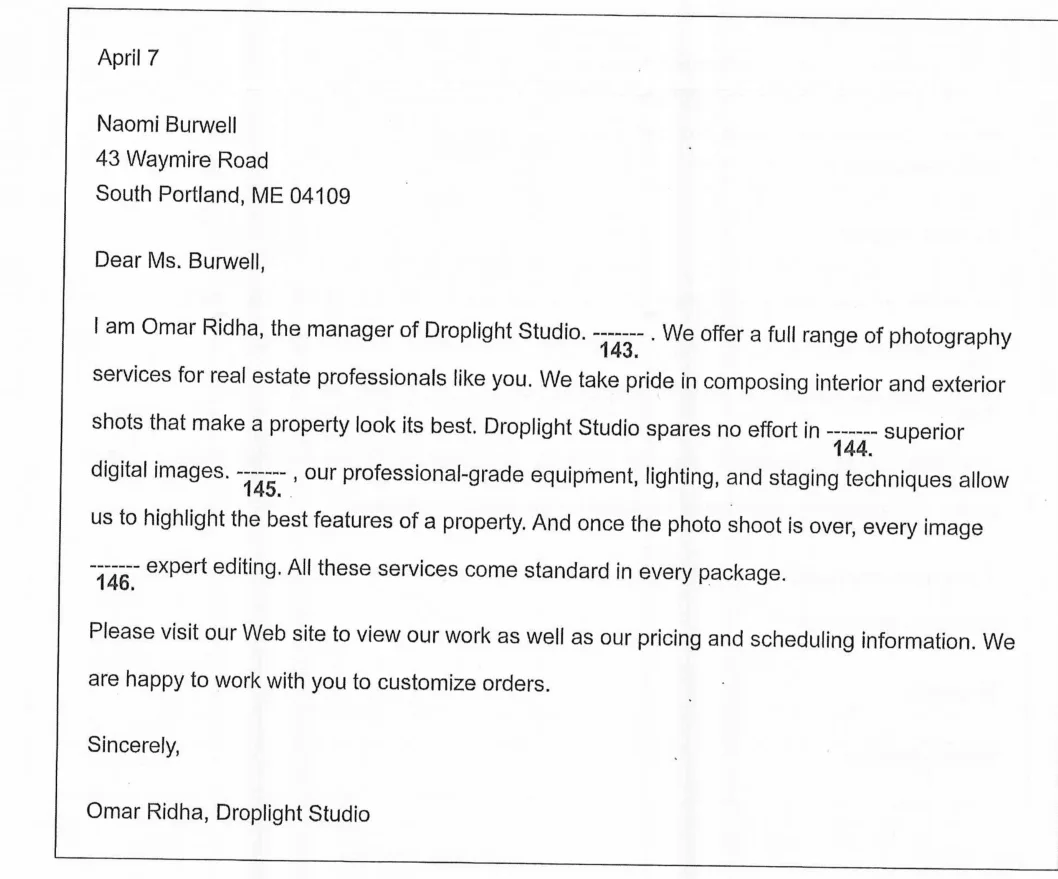 April 7
Naomi Burwell
43 Waymire Road
South Portland, ME 04109
Dear Ms. Burwell,
I am Omar Ridha, the manager of Droplight Studio. ------- . We offer a full range of photography
143.
services for real estate professionals like you. We take pride in composing interior and exterior
shots that make a property look its best. Droplight Studio spares no effort in ------- superior
144.
digital images. ------- , our professional-grade equipment, lighting, and staging techniques allow
145.
us to highlight the best features of a property. And once the photo shoot is over, every image
------- expert editing. All these services come standard in every package.
146.
Please visit our Web site to view our work as well as our pricing and scheduling information. We
are happy to work with you to customize orders.
Sincerely,
Omar Ridha, Droplight Studio